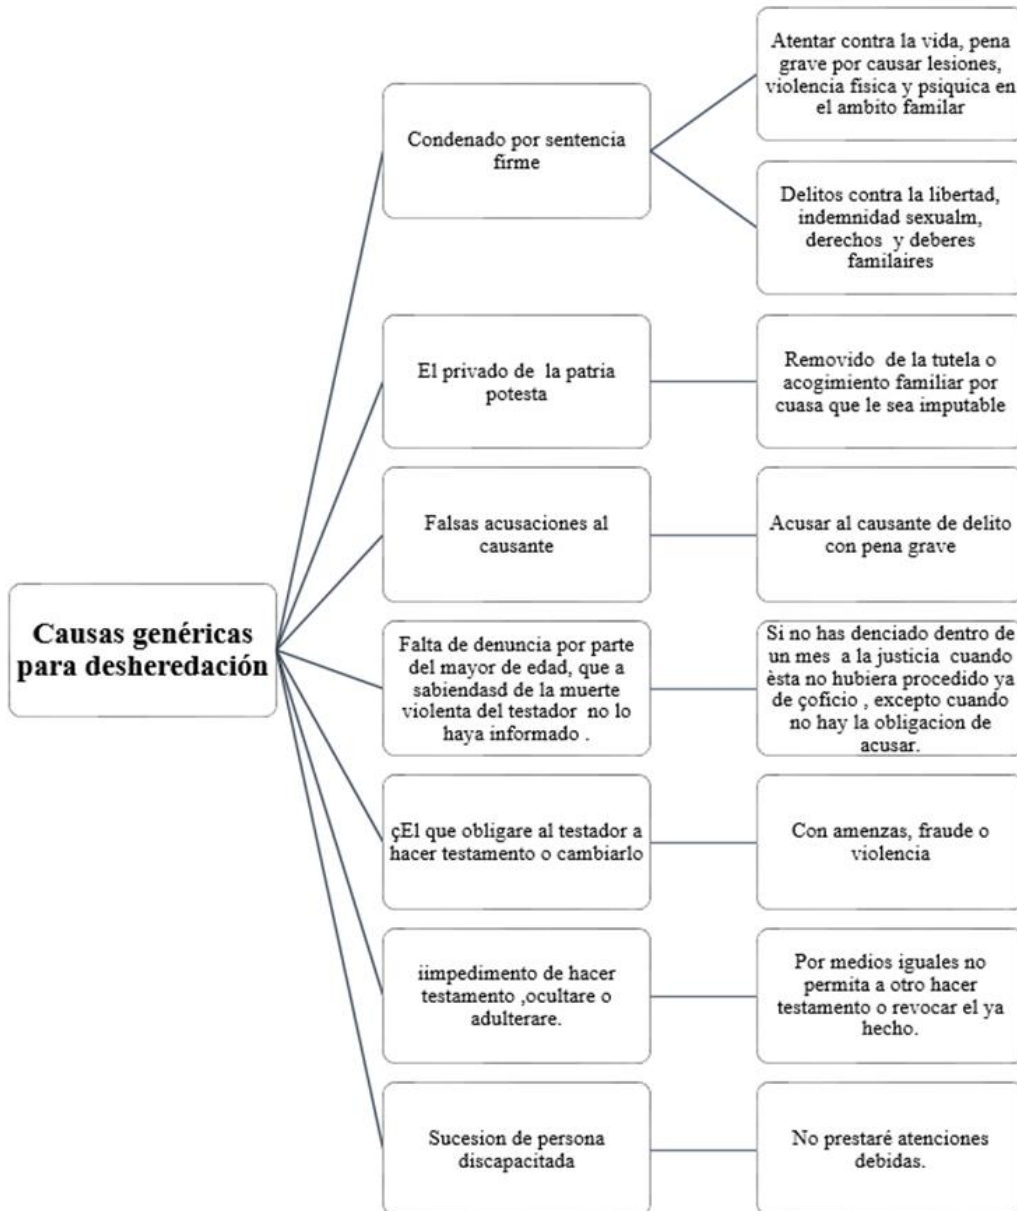 Causas genéricas
para desheredación
Condenado por sentencia
firme
Atentar contra la vida, pena
grave por causar lesiones,
violencia física y psiquica en
el ambito familar
Delitos contra la libertad,
indemnidad sexualm,
derechos y deberes
familaires
El privado de la patria
potesta
Removido de la tutela o
acogimiento familiar por
cuasa que le sea imputable
Falsas acusaciones al
causante
Acusar al causante de delito
con pena grave
Falta de denuncia por parte
del mayor de edad, que a
sabiendasd de la muerte
violenta del testador no lo
haya informado .
Si no has denciado dentro de
un mes a la justicia cuando
èsta no hubiera procedido ya
de çoficio , excepto cuando
no hay la obligacion de
acusar.
çEl que obligare al testador a
hacer testamento o cambiarlo
Con amenzas, fraude o
violencia
iimpedimento de hacer
testamento ,ocultare o
adulterare.
Por medios iguales no
permita a otro hacer
testamento o revocar el ya
hecho.
Sucesion de persona
discapacitada
No prestaré atenciones
debidas.